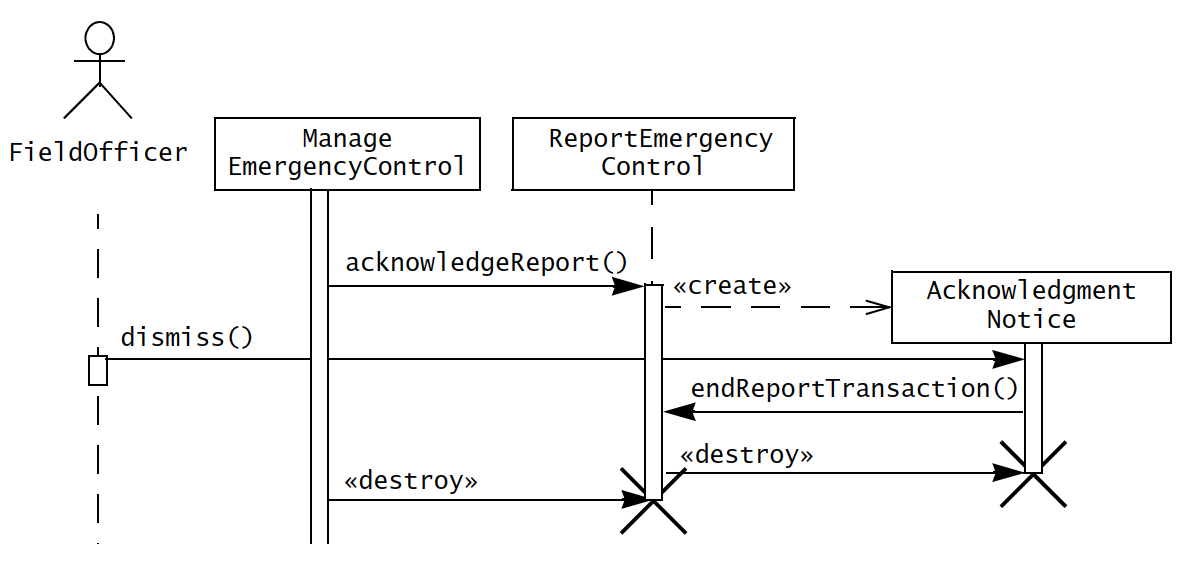 FieldOfficer
Manage
EmergencyControl
ReportEmergency
Control
acknowledgeReport()
«create»
Acknowledgment
Notice
dismiss()
endReportTransaction()
«destroy»
«destroy»